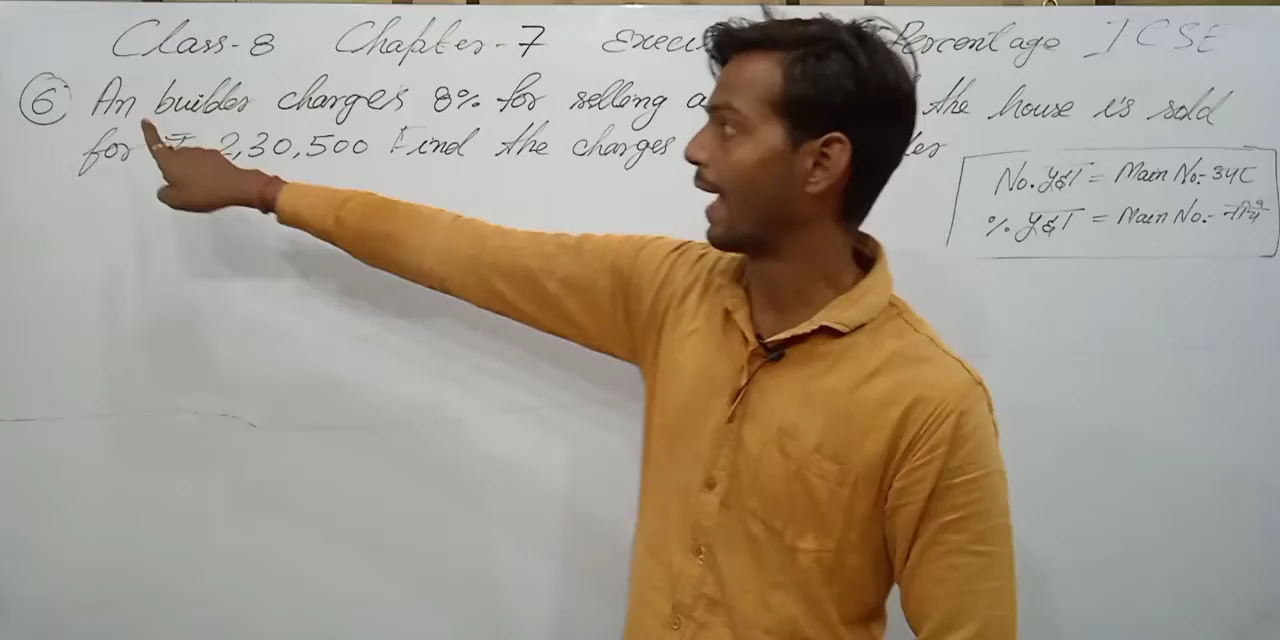 Class-8 Chapter-7 Percentage ICSE
⑥ An builder charges 8% for selling a the house is sold
for ₹ 2,30,500 Find the charges
No. पूछा = Main No. ऊपर
% पूछा = Main No. नीचे